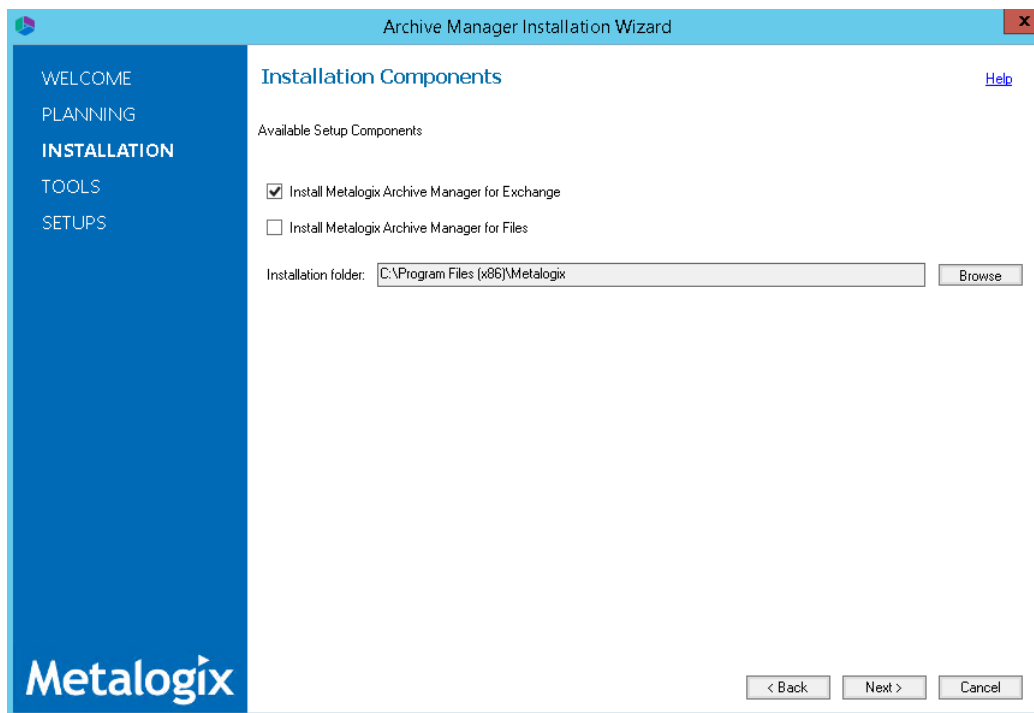 Archive Manager Installation Wizard
x
WELCOME
PLANNING
INSTALLATION
TOOLS
SETUPS
Metalogix
Installation Components
Help
Available Setup Components
Install Metalogix Archive Manager for Exchange
Install Metalogix Archive Manager for Files
Installation folder: C:\Program Files (x86)\Metalogix Browse
< Back Next > Cancel